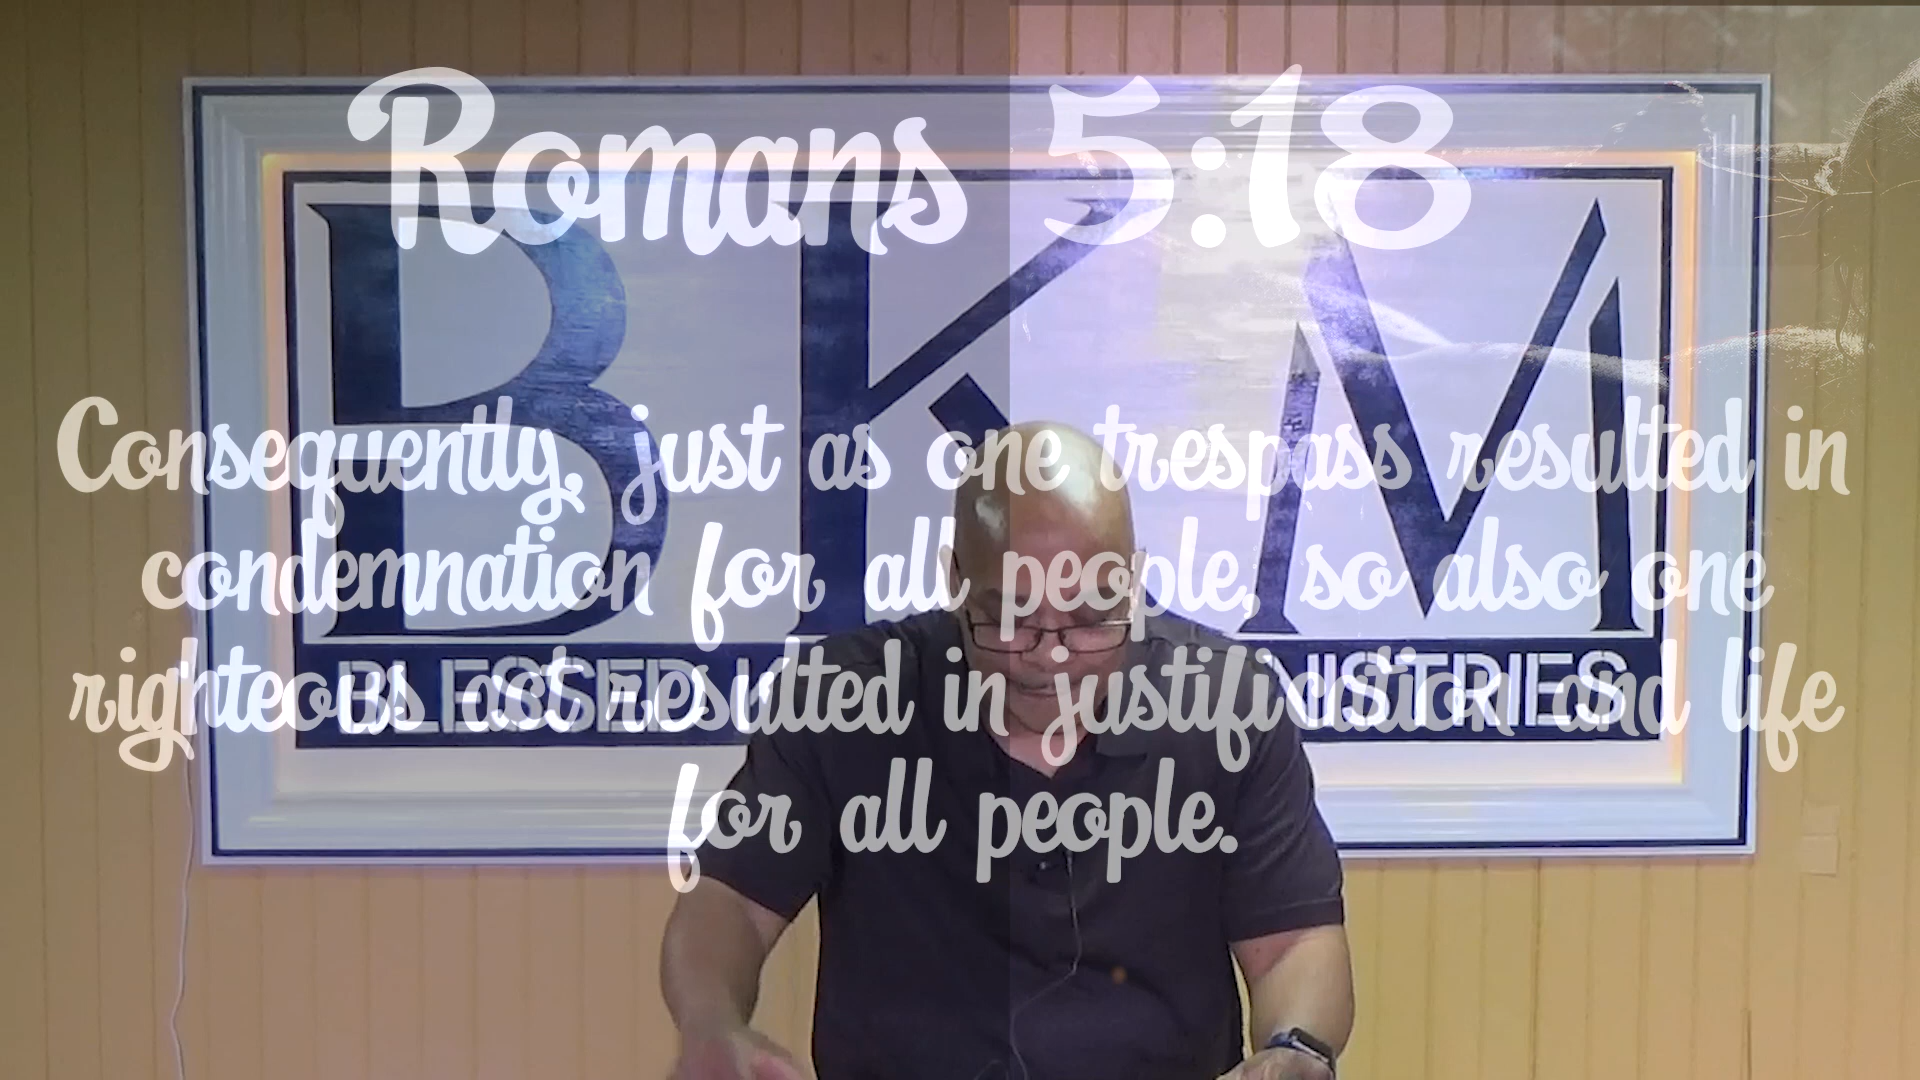 Romans 5:18
BKM
Consequently, just as one trespass resulted in
condemnation for all people, so also one
righteous act resulted in justification and life
for all people.
BLESSED K NISTRIES